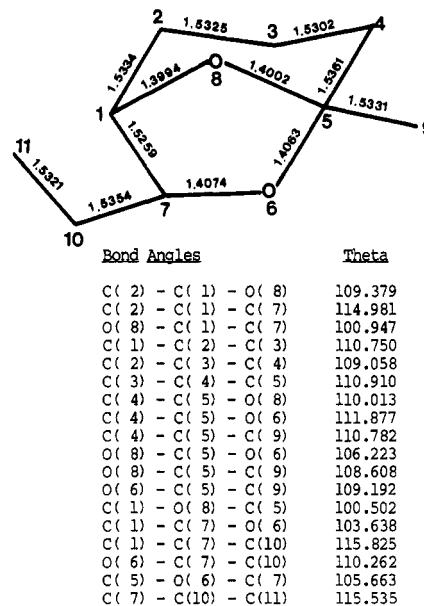 2
1.5325
3
1.5302
4
1.5334
1.3994
O
8
1.4002
1.5361
1.5331
9
1
5
11
1.5259
1.4063
1.5321
1.5354
1.4074
O
7
6
10
Bond Angles Theta
C( 2) - C( 1) - O( 8) 109.379
C( 2) - C( 1) - C( 7) 114.981
O( 8) - C( 1) - C( 7) 100.947
C( 1) - C( 2) - C( 3) 110.750
C( 2) - C( 3) - C( 4) 109.058
C( 3) - C( 4) - C( 5) 110.910
C( 4) - C( 5) - O( 8) 110.013
C( 4) - C( 5) - O( 6) 111.877
C( 4) - C( 5) - C( 9) 110.782
O( 8) - C( 5) - O( 6) 106.223
O( 8) - C( 5) - C( 9) 108.608
O( 6) - C( 5) - C( 9) 109.192
C( 1) - O( 8) - C( 5) 100.502
C( 1) - C( 7) - O( 6) 103.638
C( 1) - C( 7) - C(10) 115.825
O( 6) - C( 7) - C(10) 110.262
C( 5) - O( 6) - C( 7) 105.663
C( 7) - C(10) - C(11) 115.535